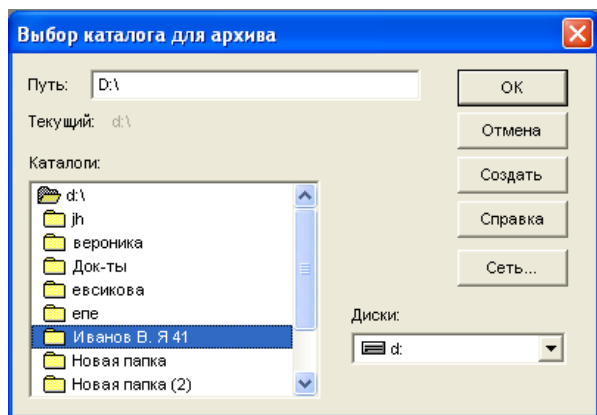 Выбор каталога для архива
Путь: D:\
OK
Текущий: d:\
Отмена
Каталоги:
Создать
d:\
jh
Справка
вероника
Док-ты
Сеть...
евсикова
епе
Диски:
Иванов В. Я 41
d:
Новая папка
Новая папка (2)